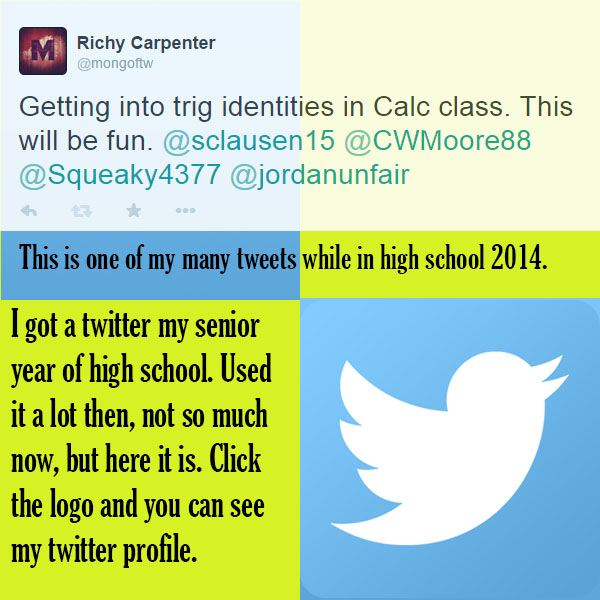 M
Richy Carpenter
@mongoftw
Getting into trig identities in Calc class. This
will be fun. @sclausen15 @CWMoore88
@Squeaky4377 @jordanunfair
This is one of my many tweets while in high school 2014.
I got a twitter my senior
year of high school. Used
it a lot then, not so much
now, but here it is. Click
the logo and you can see
my twitter profile.